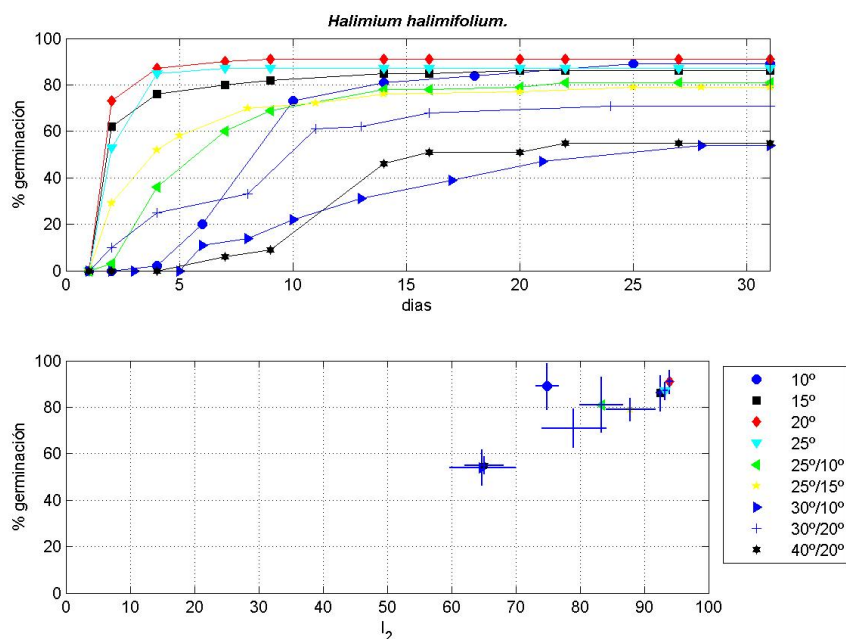 Halimium halimifolium.
100
80
60
40
20
0
% germinación
0 5 10 15 20 25 30
dias
100
80
60
40
20
0
% germinación
0 10 20 30 40 50 60 70 80 90 100
I2
10º
15º
20º
25º
25º/10º
25º/15º
30º/10º
30º/20º
40º/20º